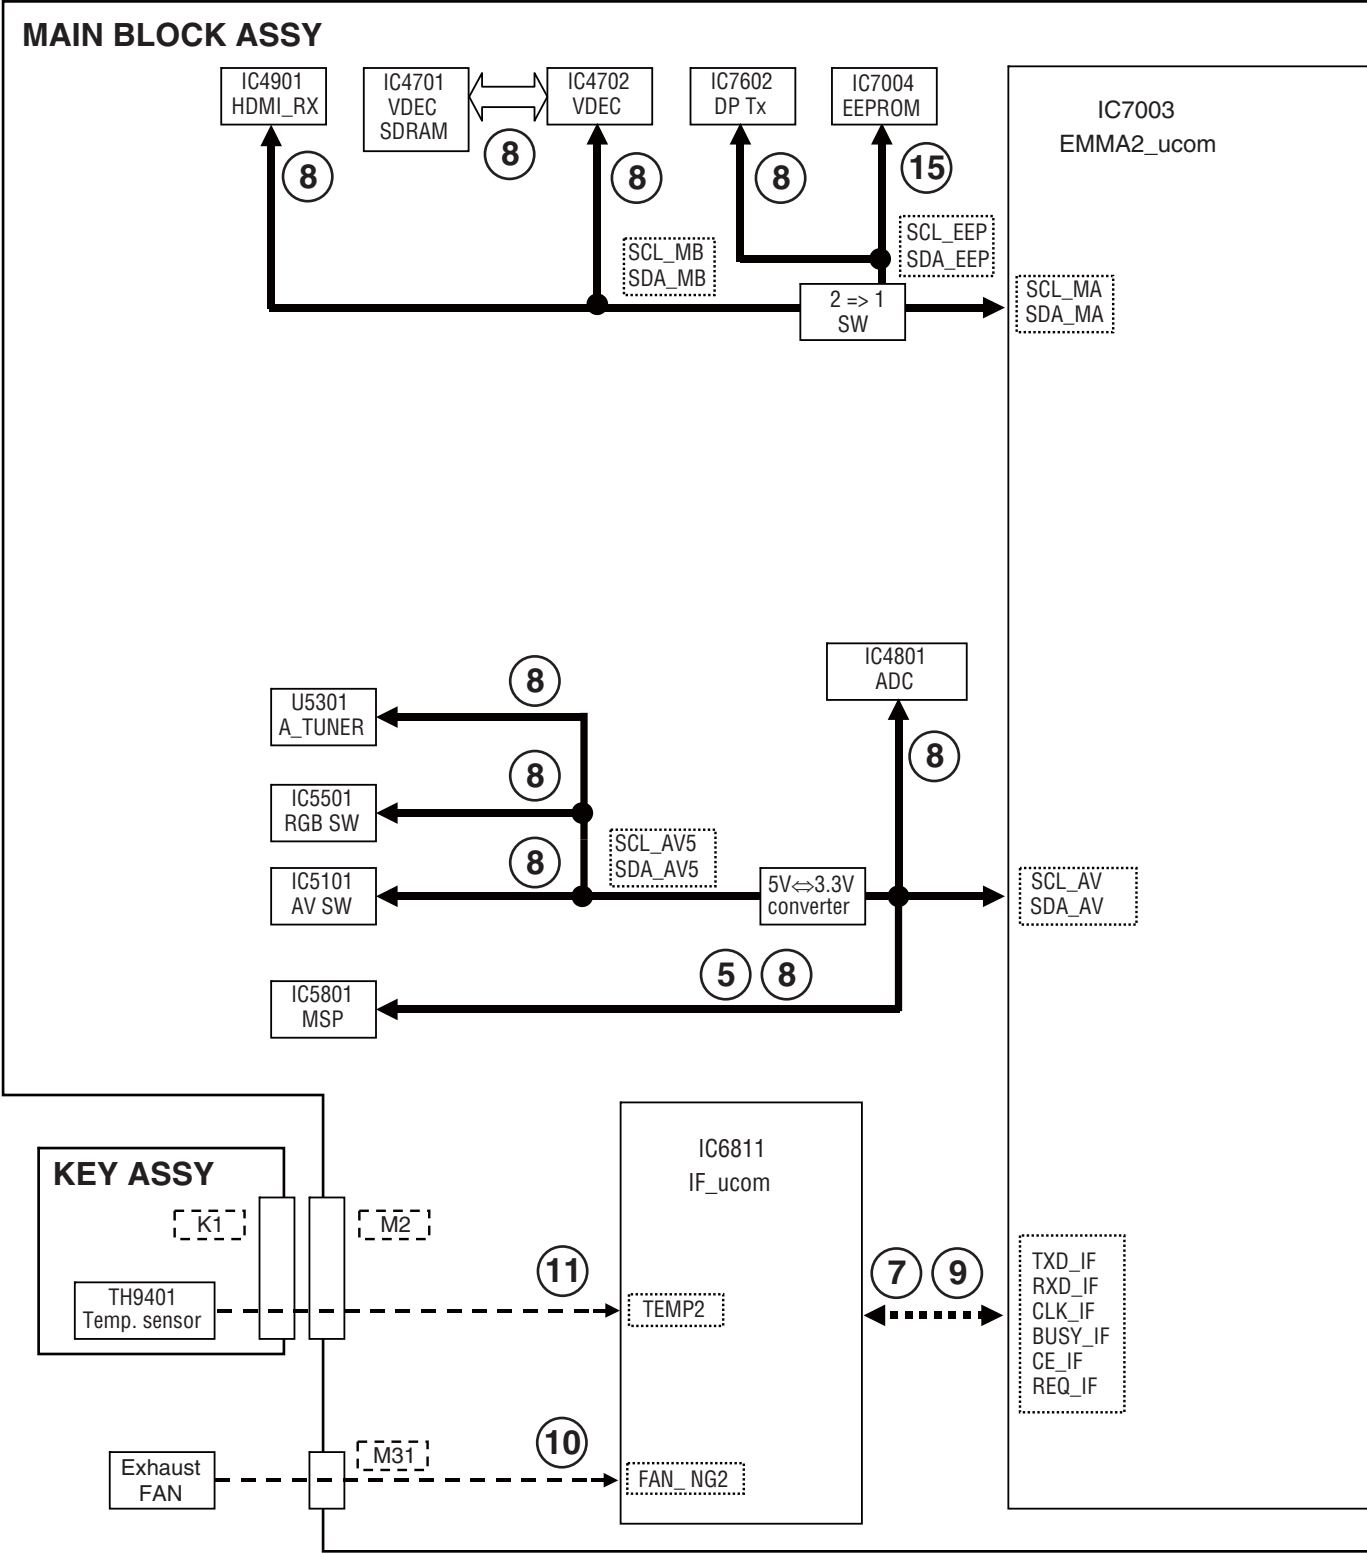 MAIN BLOCK ASSY
IC4901
HDMI_RX
IC4701
VDEC
SDRAM
IC4702
VDEC
IC7602
DP Tx
IC7004
EEPROM
IC7003
EMMA2_ucom
8
8
8
8
15
SCL_MB
SDA_MB
SCL_EEP
SDA_EEP
2 => 1
SW
SCL_MA
SDA_MA
IC4801
ADC
8
U5301
A_TUNER
8
8
IC5501
RGB SW
8
IC5101
AV SW
SCL_AV5
SDA_AV5
5V⇔3.3V
converter
SCL_AV
SDA_AV
5
8
IC5801
MSP
KEY ASSY
K1
M2
TH9401
Temp. sensor
11
IC6811
IF_ucom
TEMP2
7
9
TXD_IF
RXD_IF
CLK_IF
BUSY_IF
CE_IF
REQ_IF
Exhaust
FAN
M31
10
FAN_ NG2